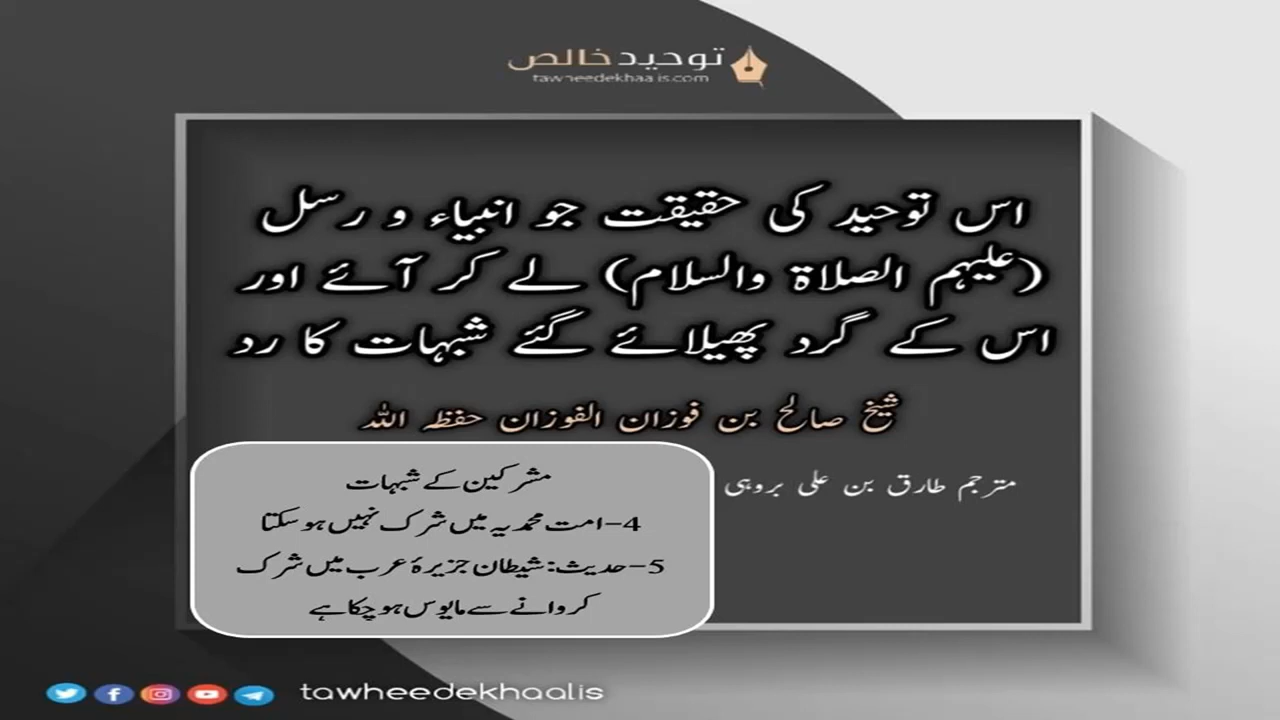 توحید خالص
tawheedekhaalis.com
اس توحید کی حقیقت جو انبیاء و رسل
(علیہم الصلاۃ والسلام) لے کر آئے اور
اس کے گرد پھیلائے گئے شبہات کا رد
شیخ صالح بن فوزان الفوزان حفظہ اللہ
مترجم طارق بن علی بروہی
مشرکین کے شبہات
4-امت محمدیہ میں شرک نہیں ہو سکتا
5-حدیث: شیطان جزیرۂ عرب میں شرک
کروانے سے مایوس ہو چکا ہے
tawheedekhaalis